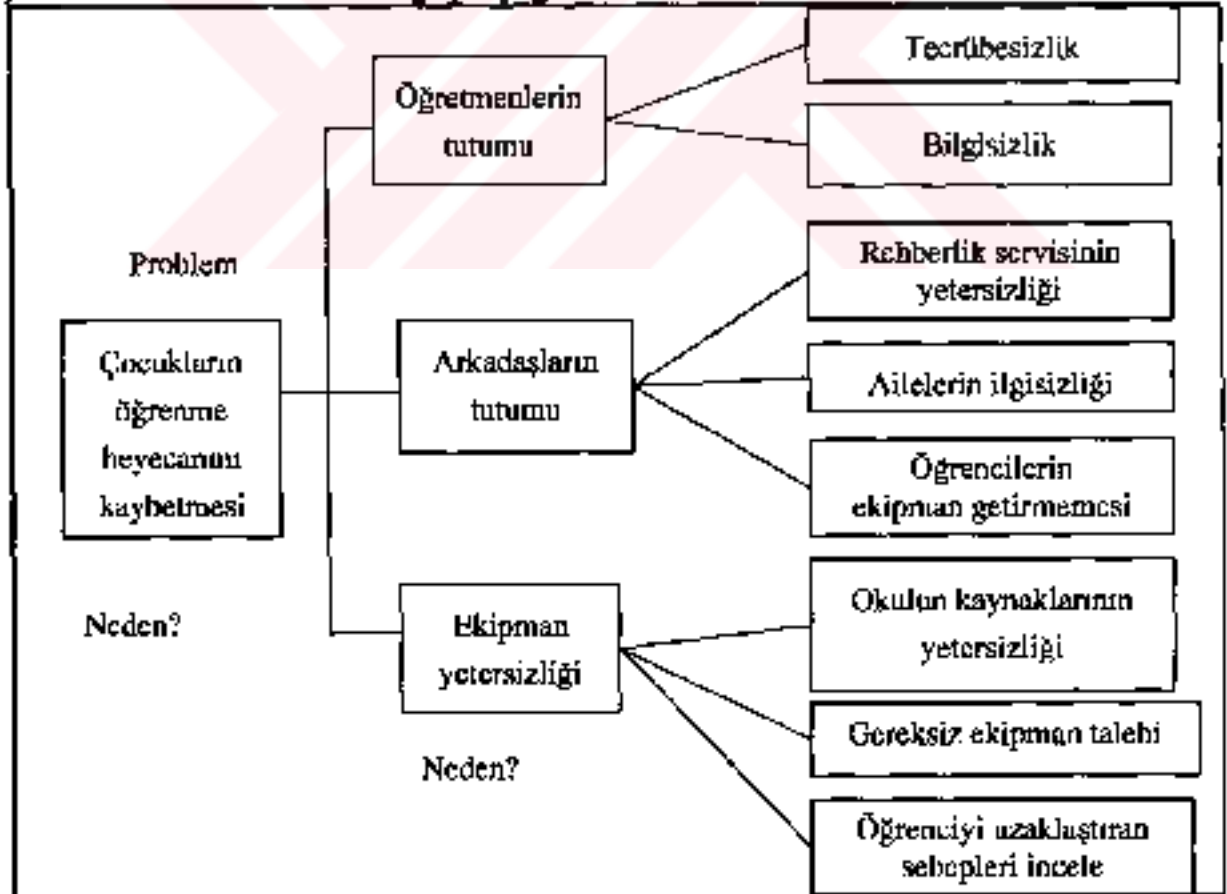 Tecrübesizlik
Öğretmenlerin
tutumu
Bilgisizlik
Problem
Rehberlik servisinin
yetersizliği
Çocukların
öğrenme
heyecanını
kaybetmesi
Arkadaşların
tutumu
Ailelerin ilgisizliği
Öğrencilerin
ekipman getirmemesi
Neden?
Ekipman
yetersizliği
Okulun kaynaklarının
yetersizliği
Gereksiz ekipman talebi
Neden?
Öğrenciyi uzaklaştıran
sebepleri incele